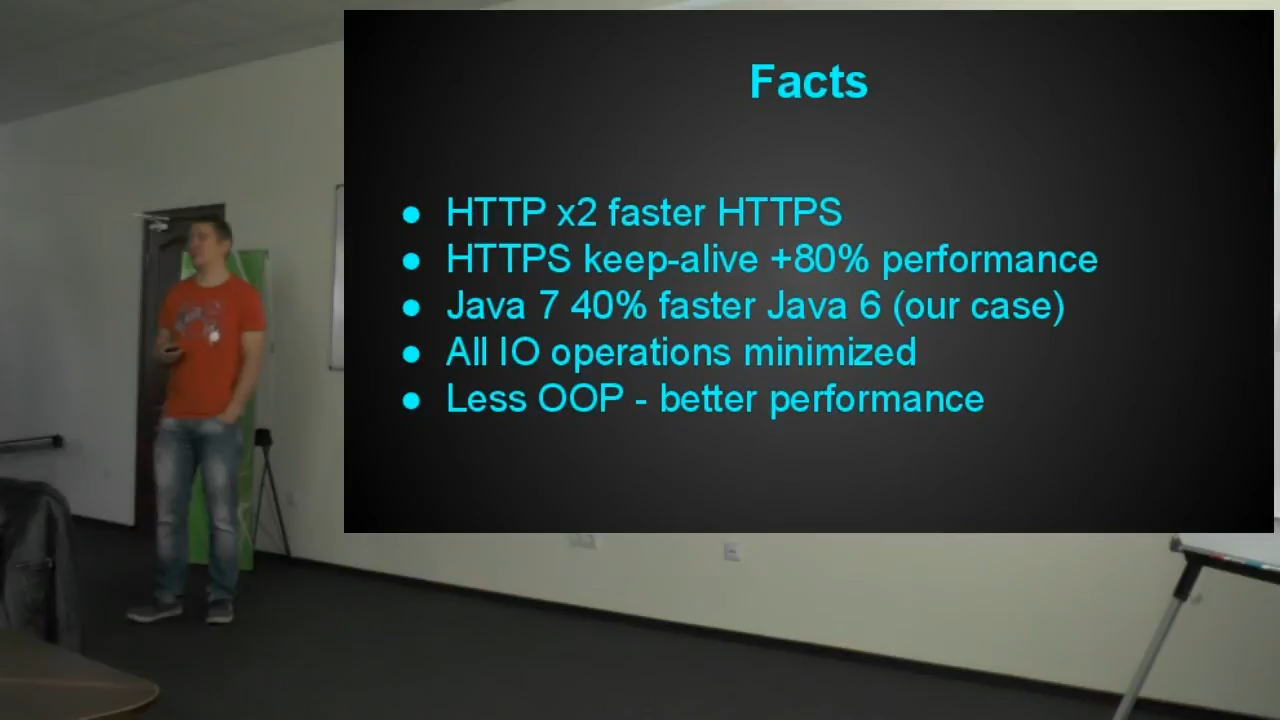 Facts
● HTTP x2 faster HTTPS
● HTTPS keep-alive +80% performance
● Java 7 40% faster Java 6 (our case)
● All IO operations minimized
● Less OOP - better performance